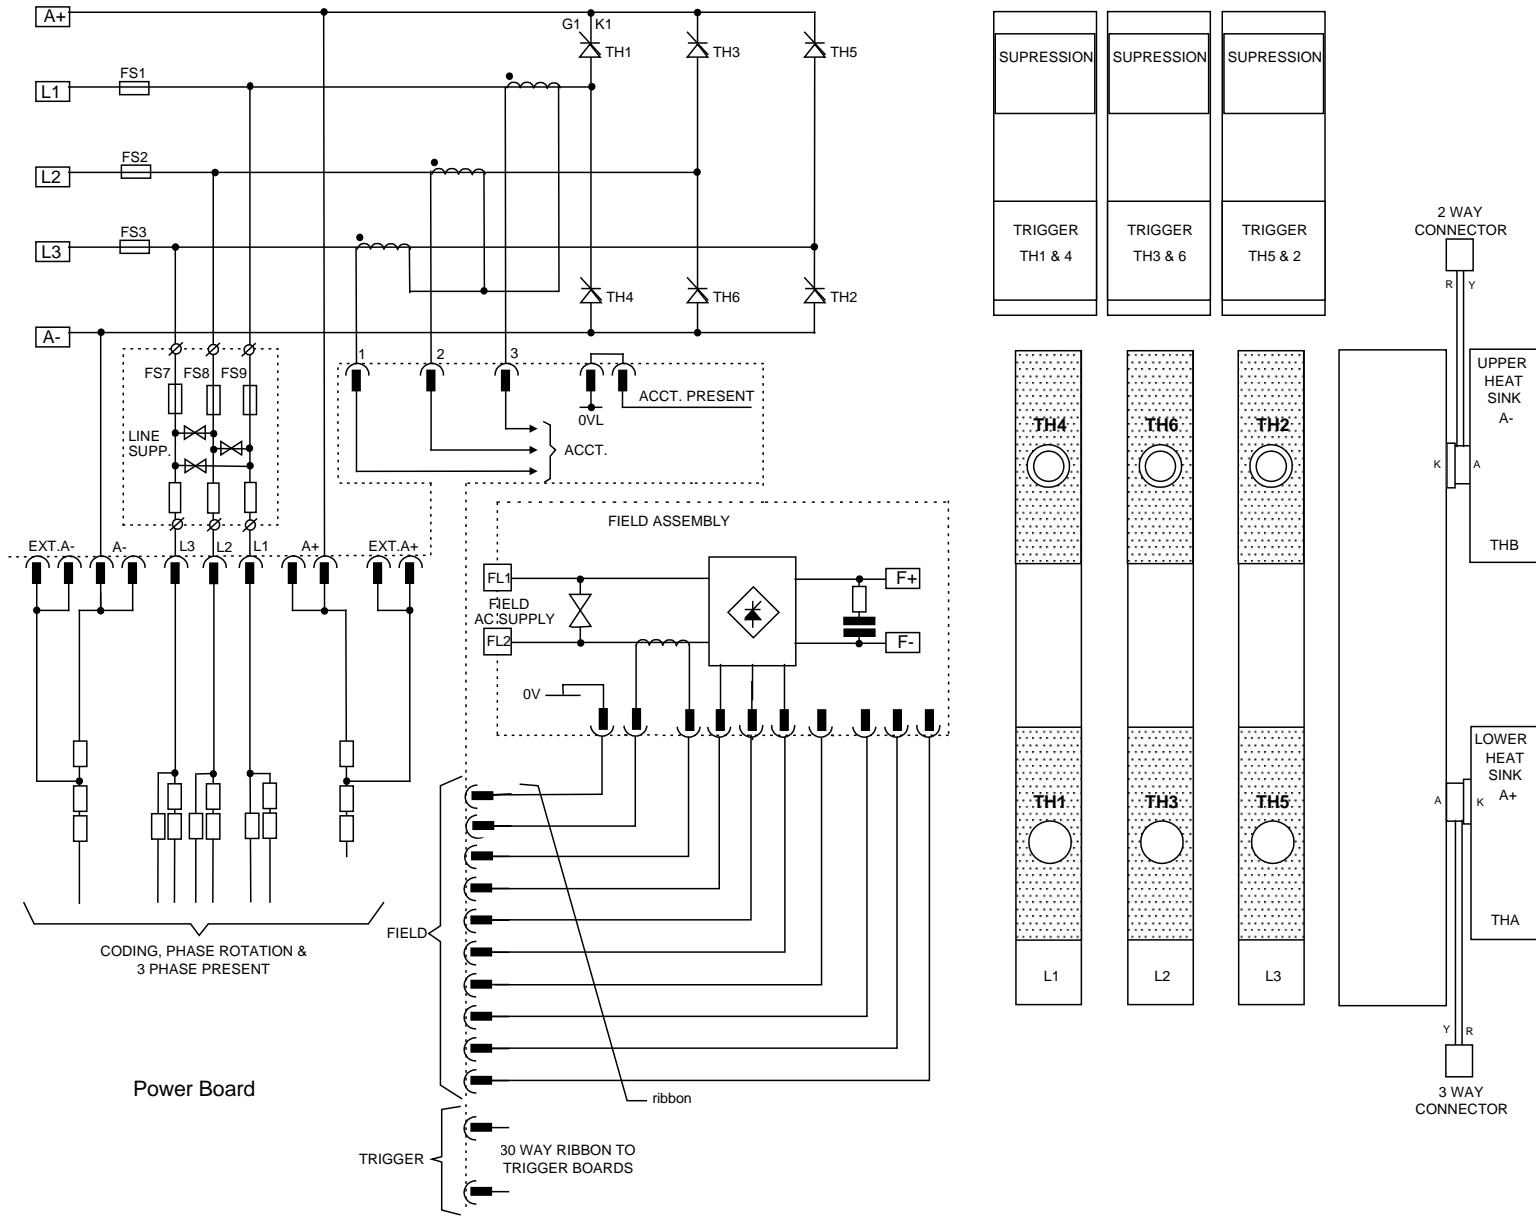 A+
G1 K1
TH1
TH3
TH5
FS1
L1
FS2
L2
FS3
L3
TH4
TH6
TH2
A-
1
2
3
FS7 FS8 FS9
LINE
SUPP.
ACCT. PRESENT
0VL
ACCT.
EXT.A-
A-
L3
L2
L1
A+
EXT.A+
FIELD ASSEMBLY
FL1
FIELD
AC SUPPLY
FL2
F+
F-
0V
CODING, PHASE ROTATION &
3 PHASE PRESENT
FIELD
Power Board
ribbon
TRIGGER
30 WAY RIBBON TO
TRIGGER BOARDS
SUPRESSION
SUPRESSION
SUPRESSION
TRIGGER
TH1 & 4
TRIGGER
TH3 & 6
TRIGGER
TH5 & 2
TH4
TH6
TH2
TH1
TH3
TH5
L1
L2
L3
2 WAY
CONNECTOR
R Y
UPPER
HEAT
SINK
A-
K A
THB
LOWER
HEAT
SINK
A+
A K
THA
Y R
3 WAY
CONNECTOR